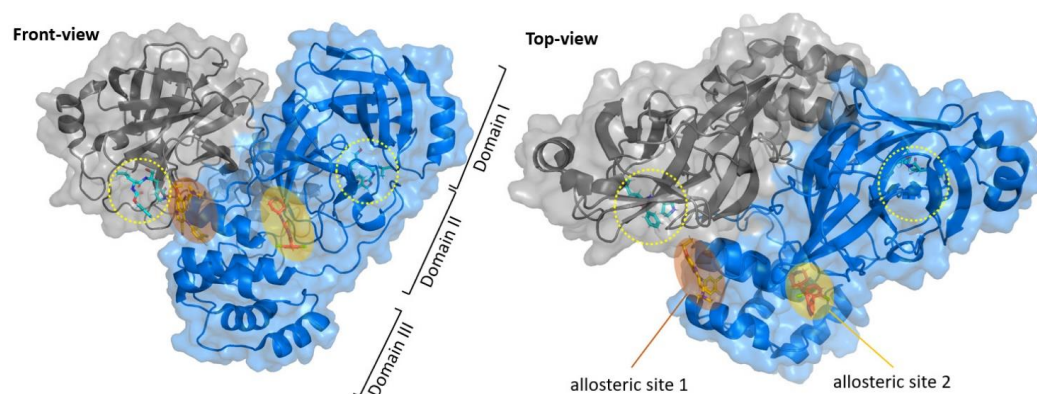 Front-view
Domain I
Domain II
Domain III
Top-view
allosteric site 1
allosteric site 2